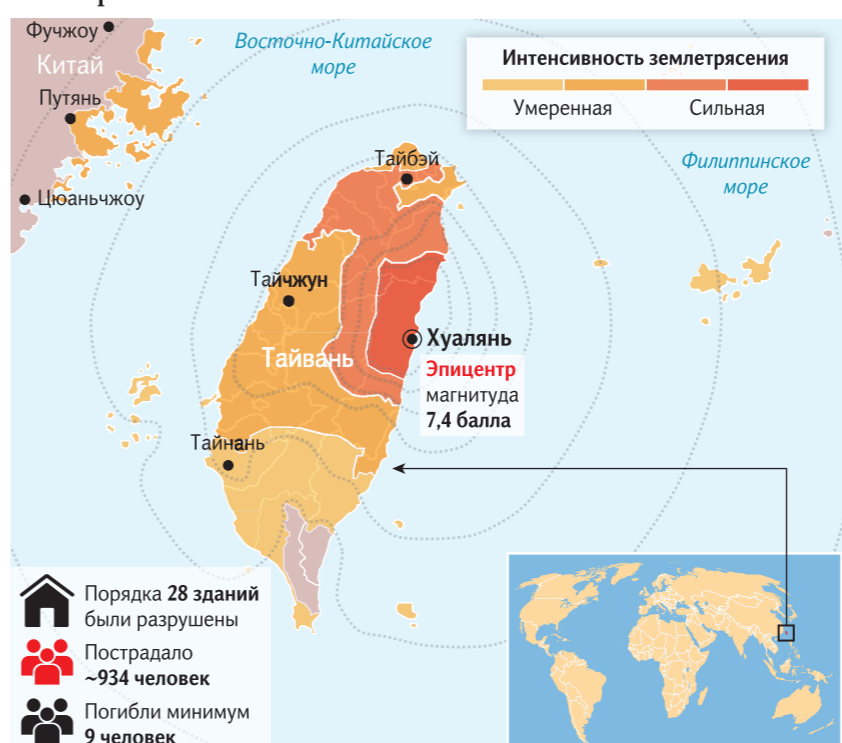 Фучжоу
Китай
Путянь
Цюаньчжоу
Восточно-Китайское
море
Интенсивность землетрясения
Умеренная
Сильная
Филиппинское
море
Тайбэй
Тайчжун
Тайвань
Хуалянь
Эпицентр
магнитуда
7,4 балла
Тайнань
Порядка 28 зданий
были разрушены
Пострадало
~934 человек
Погибли минимум
9 человек